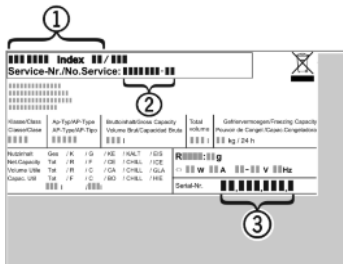 1
Index /
Service-Nr./No.Service: -
2
Klasse/Class Ap-Typ/AP-Type Bruttoinhalt/Gross Capacity Total Gefriervermoegen/Freezing Capacity
Classe/Clase AP-Type/AP-Tipo Volume Brut/Capacidad Bruta volume Pouvoir de Congel./Capac.Congelation
kg / 24 h
Nutzinhalt Ges / K / G / KE / KALT / EIS
Net.Capacity Tot / R / F / CE / CHILL / ICE
Volume Utile Tot / R / C / CA / CHILL / GLA
Capac. Util Tot / F / C / BO / CHILL / HIE
R : g
W A - V Hz
Serial-Nr.
3